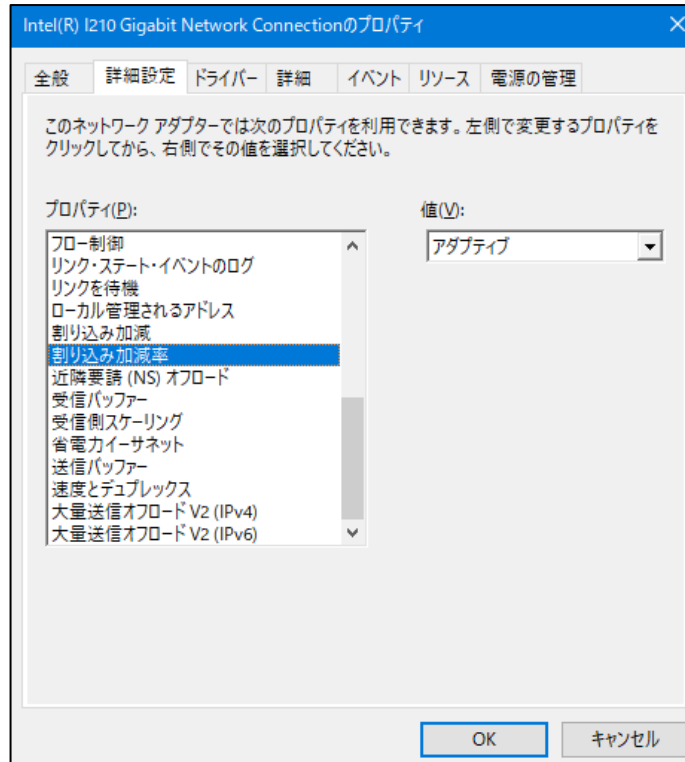 Intel(R) I210 Gigabit Network Connectionのプロパティ
全般 詳細設定 ドライバー 詳細 イベント リソース 電源の管理
このネットワーク アダプターでは次のプロパティを利用できます。左側で変更するプロパティを
クリックしてから、右側でその値を選択してください。
プロパティ(P):
フロー制御
リンク・ステート・イベントのログ
リンクを待機
ローカル管理されるアドレス
割り込み加減
割り込み加減率
近隣要請 (NS) オフロード
受信バッファー
受信側スケーリング
省電力イーサネット
送信バッファー
速度とデュプレックス
大量送信オフロード V2 (IPv4)
大量送信オフロード V2 (IPv6)
値(V):
アダプティブ
OK キャンセル